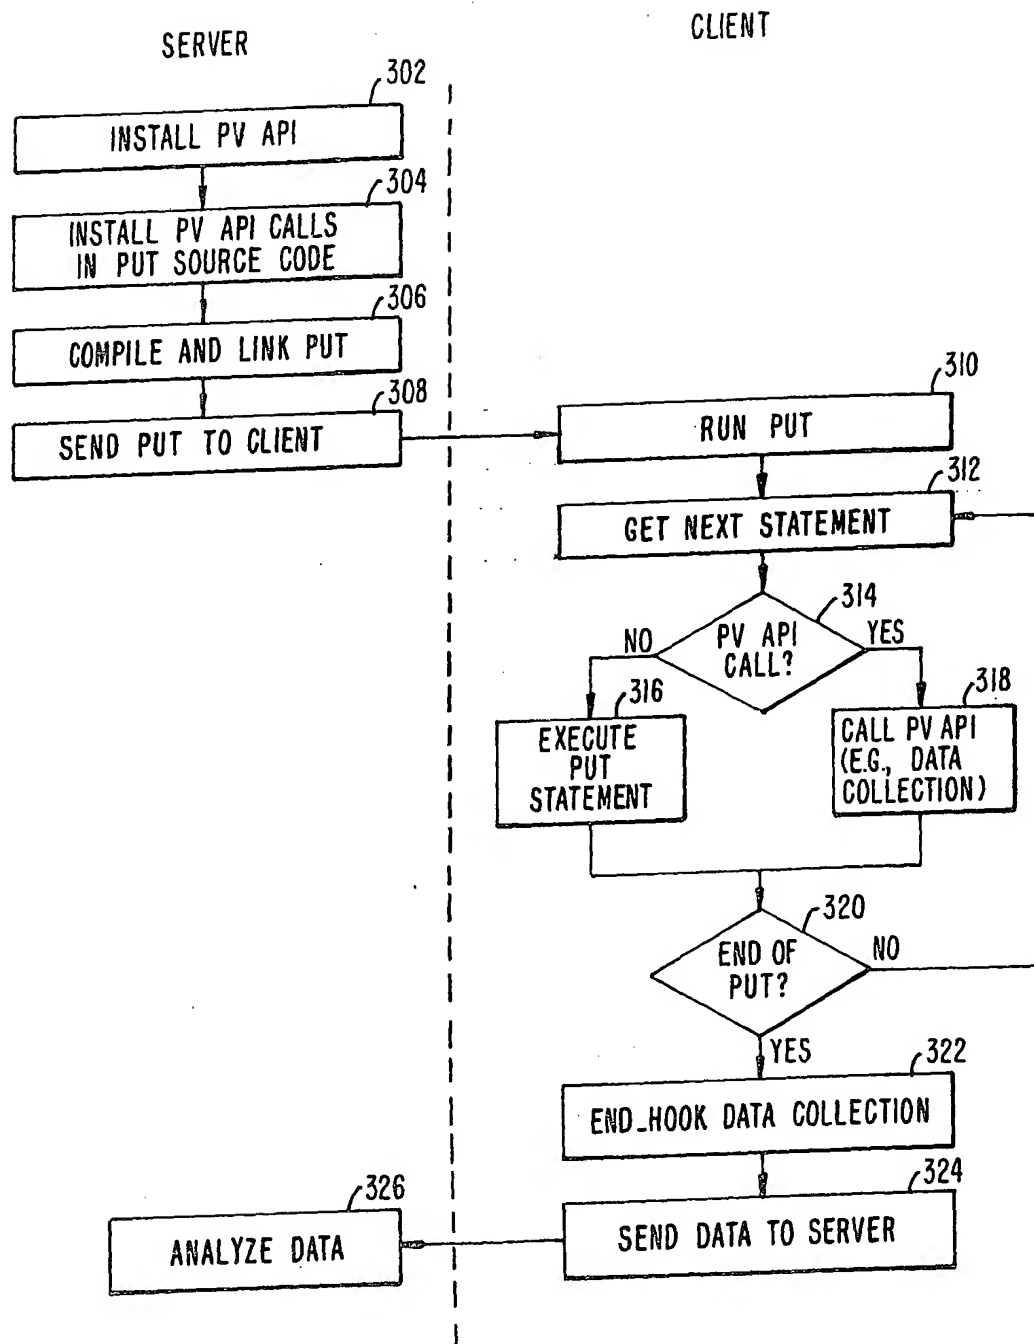 SERVER
CLIENT
302
INSTALL PV API
304
INSTALL PV API CALLS
IN PUT SOURCE CODE
306
COMPILE AND LINK PUT
308
SEND PUT TO CLIENT
310
RUN PUT
312
GET NEXT STATEMENT
314
PV API
CALL?
NO
YES
316
EXECUTE
PUT
STATEMENT
318
CALL PV API
(E.G., DATA
COLLECTION)
320
END OF
PUT?
NO
YES
322
END_HOOK DATA COLLECTION
324
SEND DATA TO SERVER
326
ANALYZE DATA